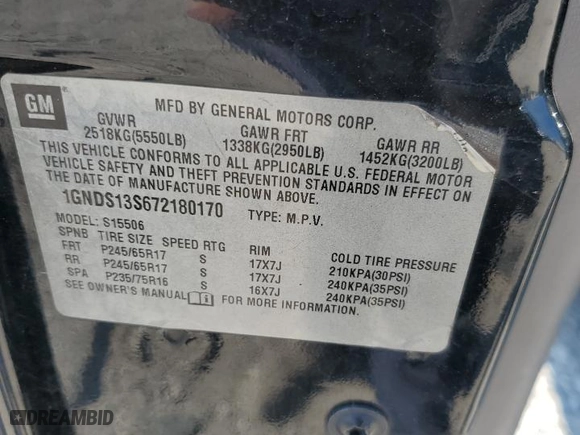 GM
MFD BY GENERAL MOTORS CORP.
GVWR GAWR FRT GAWR RR
2518KG(5550LB) 1338KG(2950LB) 1452KG(3200LB)
THIS VEHICLE CONFORMS TO ALL APPLICABLE U.S. FEDERAL MOTOR
VEHICLE SAFETY AND THEFT PREVENTION STANDARDS IN EFFECT ON
THE DATE OF MANUFACTURE SHOWN ABOVE.
1GNDS13S672180170 TYPE: M.P.V.
MODEL: S15506
SPNB TIRE SIZE SPEED RTG RIM COLD TIRE PRESSURE
FRT P245/65R17 S 17X7J 210KPA(30PSI)
RR P245/65R17 S 17X7J 240KPA(35PSI)
SPA P235/75R16 S 16X7J 240KPA(35PSI)
SEE OWNER'S MANUAL i FOR MORE INFORMATION.
DREAMBID